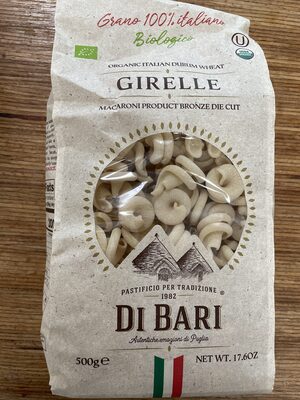 Grano 100% italiano
Biologico
U
ORGANIC ITALIAN DURUM WHEAT
GIRELLE
MACARONI PRODUCT BRONZE DIE CUT
PASTIFICIO PER TRADIZIONE
1982
DI BARI
Autentiche emozioni di Puglia
500g e
NET WT. 17.6OZ